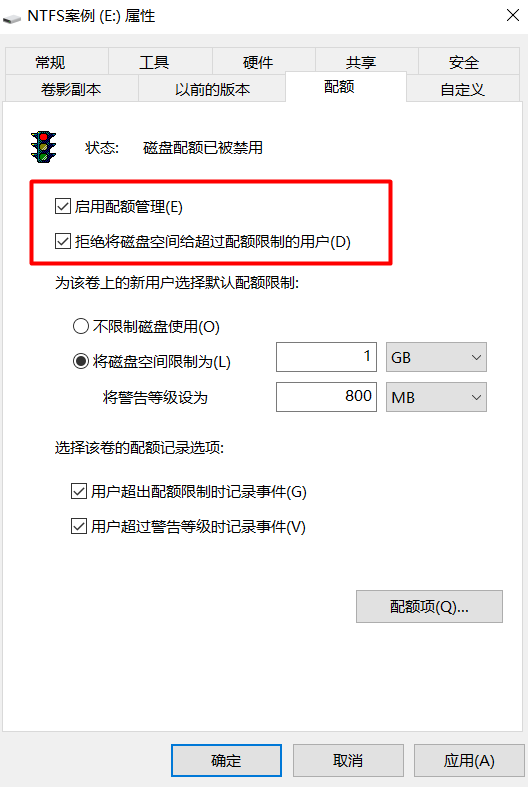 NTFS案例 (E:) 属性
常规 工具 硬件 共享 安全
卷影副本 以前的版本 配额 自定义
状态: 磁盘配额已被禁用
启用配额管理(E)
拒绝将磁盘空间给超过配额限制的用户(D)
为该卷上的新用户选择默认配额限制:
不限制磁盘使用(O)
将磁盘空间限制为(L) 1 GB
将警告等级设为 800 MB
选择该卷的配额记录选项:
用户超出配额限制时记录事件(G)
用户超过警告等级时记录事件(V)
配额项(Q)...
确定 取消 应用(A)